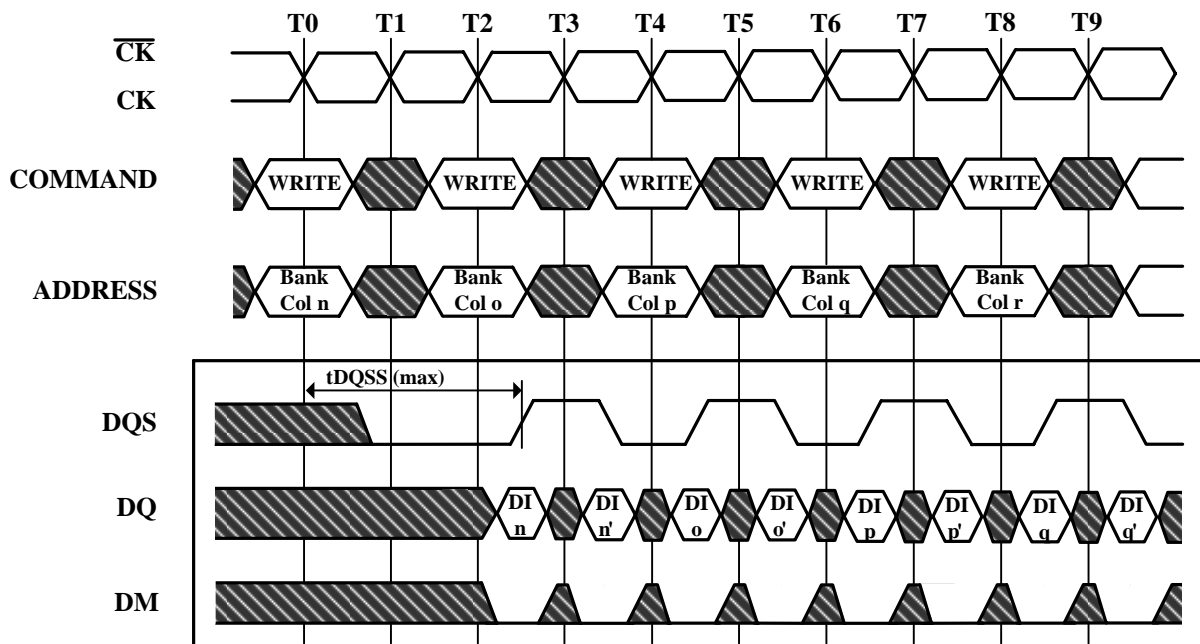 T0 T1 T2 T3 T4 T5 T6 T7 T8 T9
CK
CK
COMMAND WRITE WRITE WRITE WRITE WRITE
ADDRESS Bank Bank Bank Bank Bank
Col n Col o Col p Col q Col r
tDQSS (max)
DQS
DQ DI DI DI DI DI DI DI DI
n n' o o' p p' q q'
DM